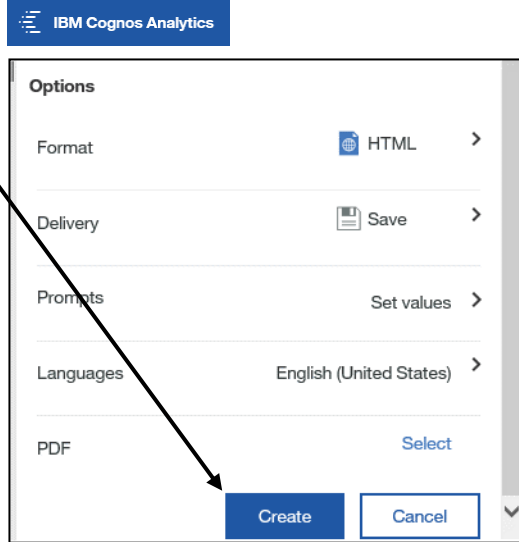 IBM Cognos Analytics
Options
Format HTML
Delivery Save
Prompts Set values
Languages English (United States)
PDF Select
Create Cancel